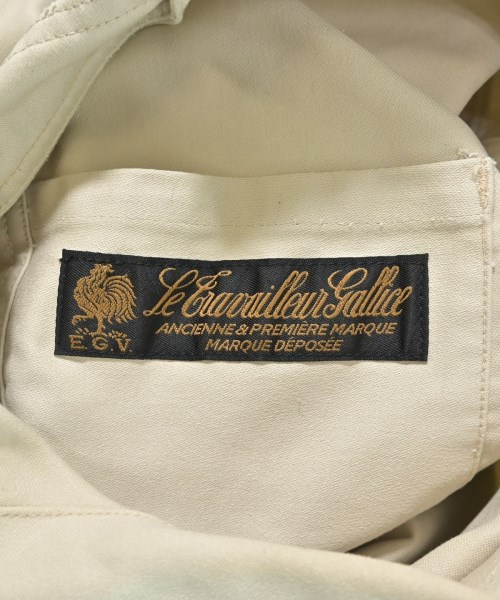 Le Travailleur Gallice
ANCIENNE & PREMIÈRE MARQUE
MARQUE DÉPOSÉE
E.G.V.